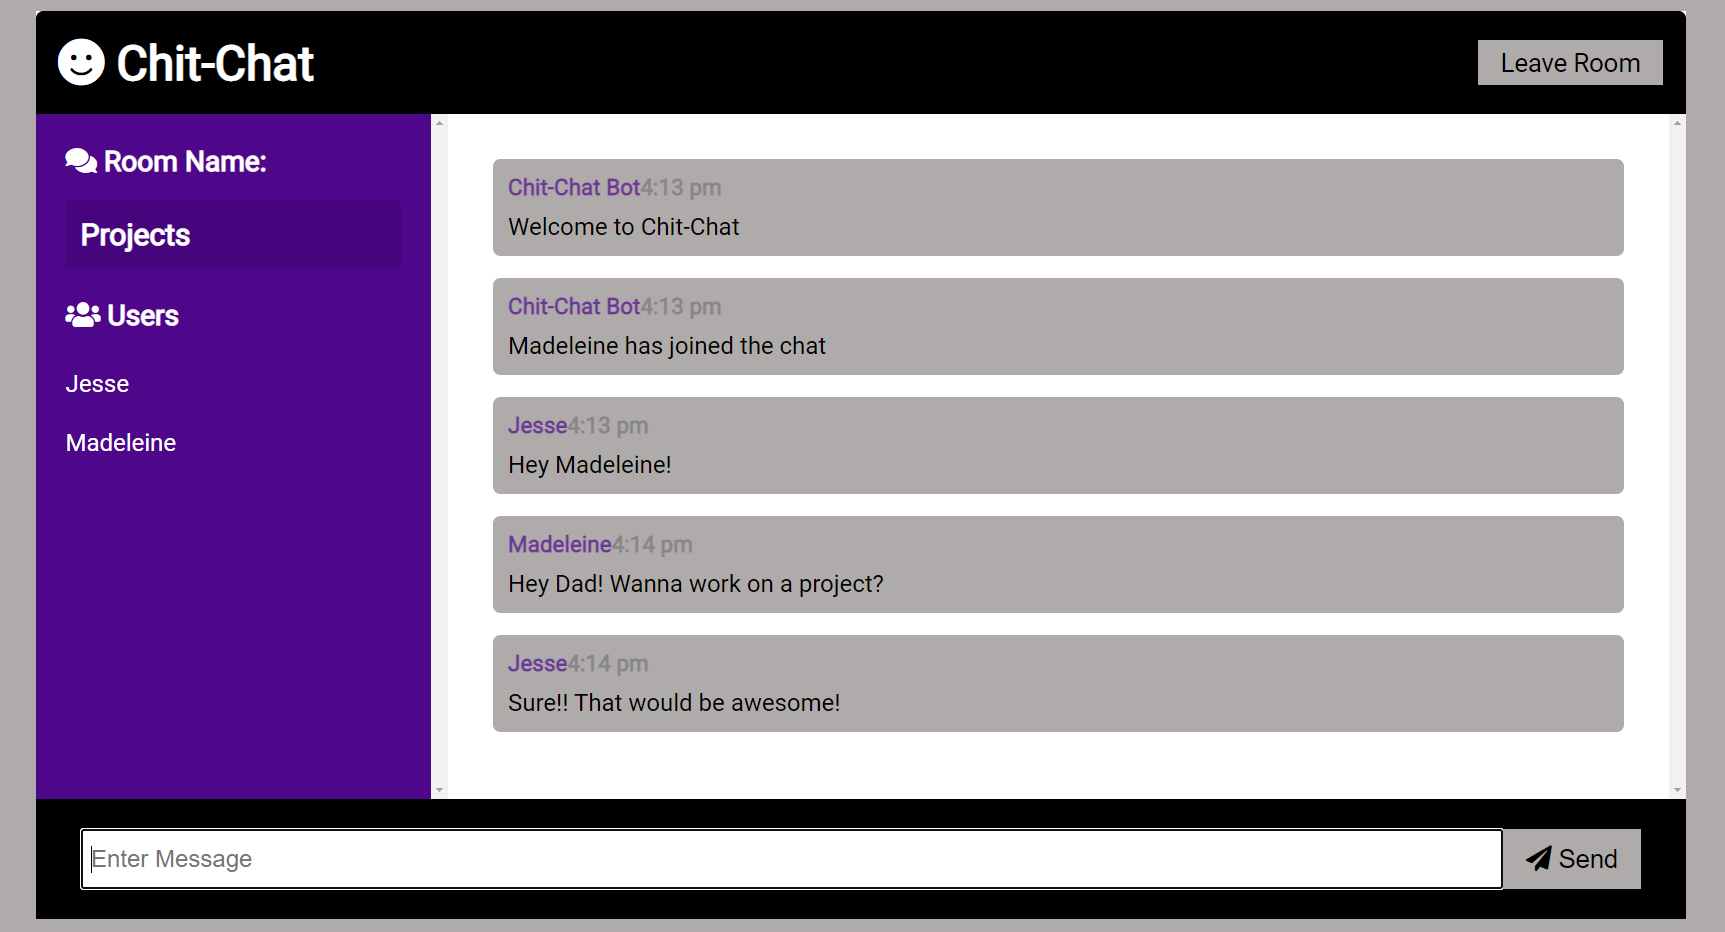 Chit-Chat
Leave Room
Room Name:
Projects
Users
Jesse
Madeleine
Chit-Chat Bot4:13 pm
Welcome to Chit-Chat
Chit-Chat Bot4:13 pm
Madeleine has joined the chat
Jesse4:13 pm
Hey Madeleine!
Madeleine4:14 pm
Hey Dad! Wanna work on a project?
Jesse4:14 pm
Sure!! That would be awesome!
Enter Message
Send